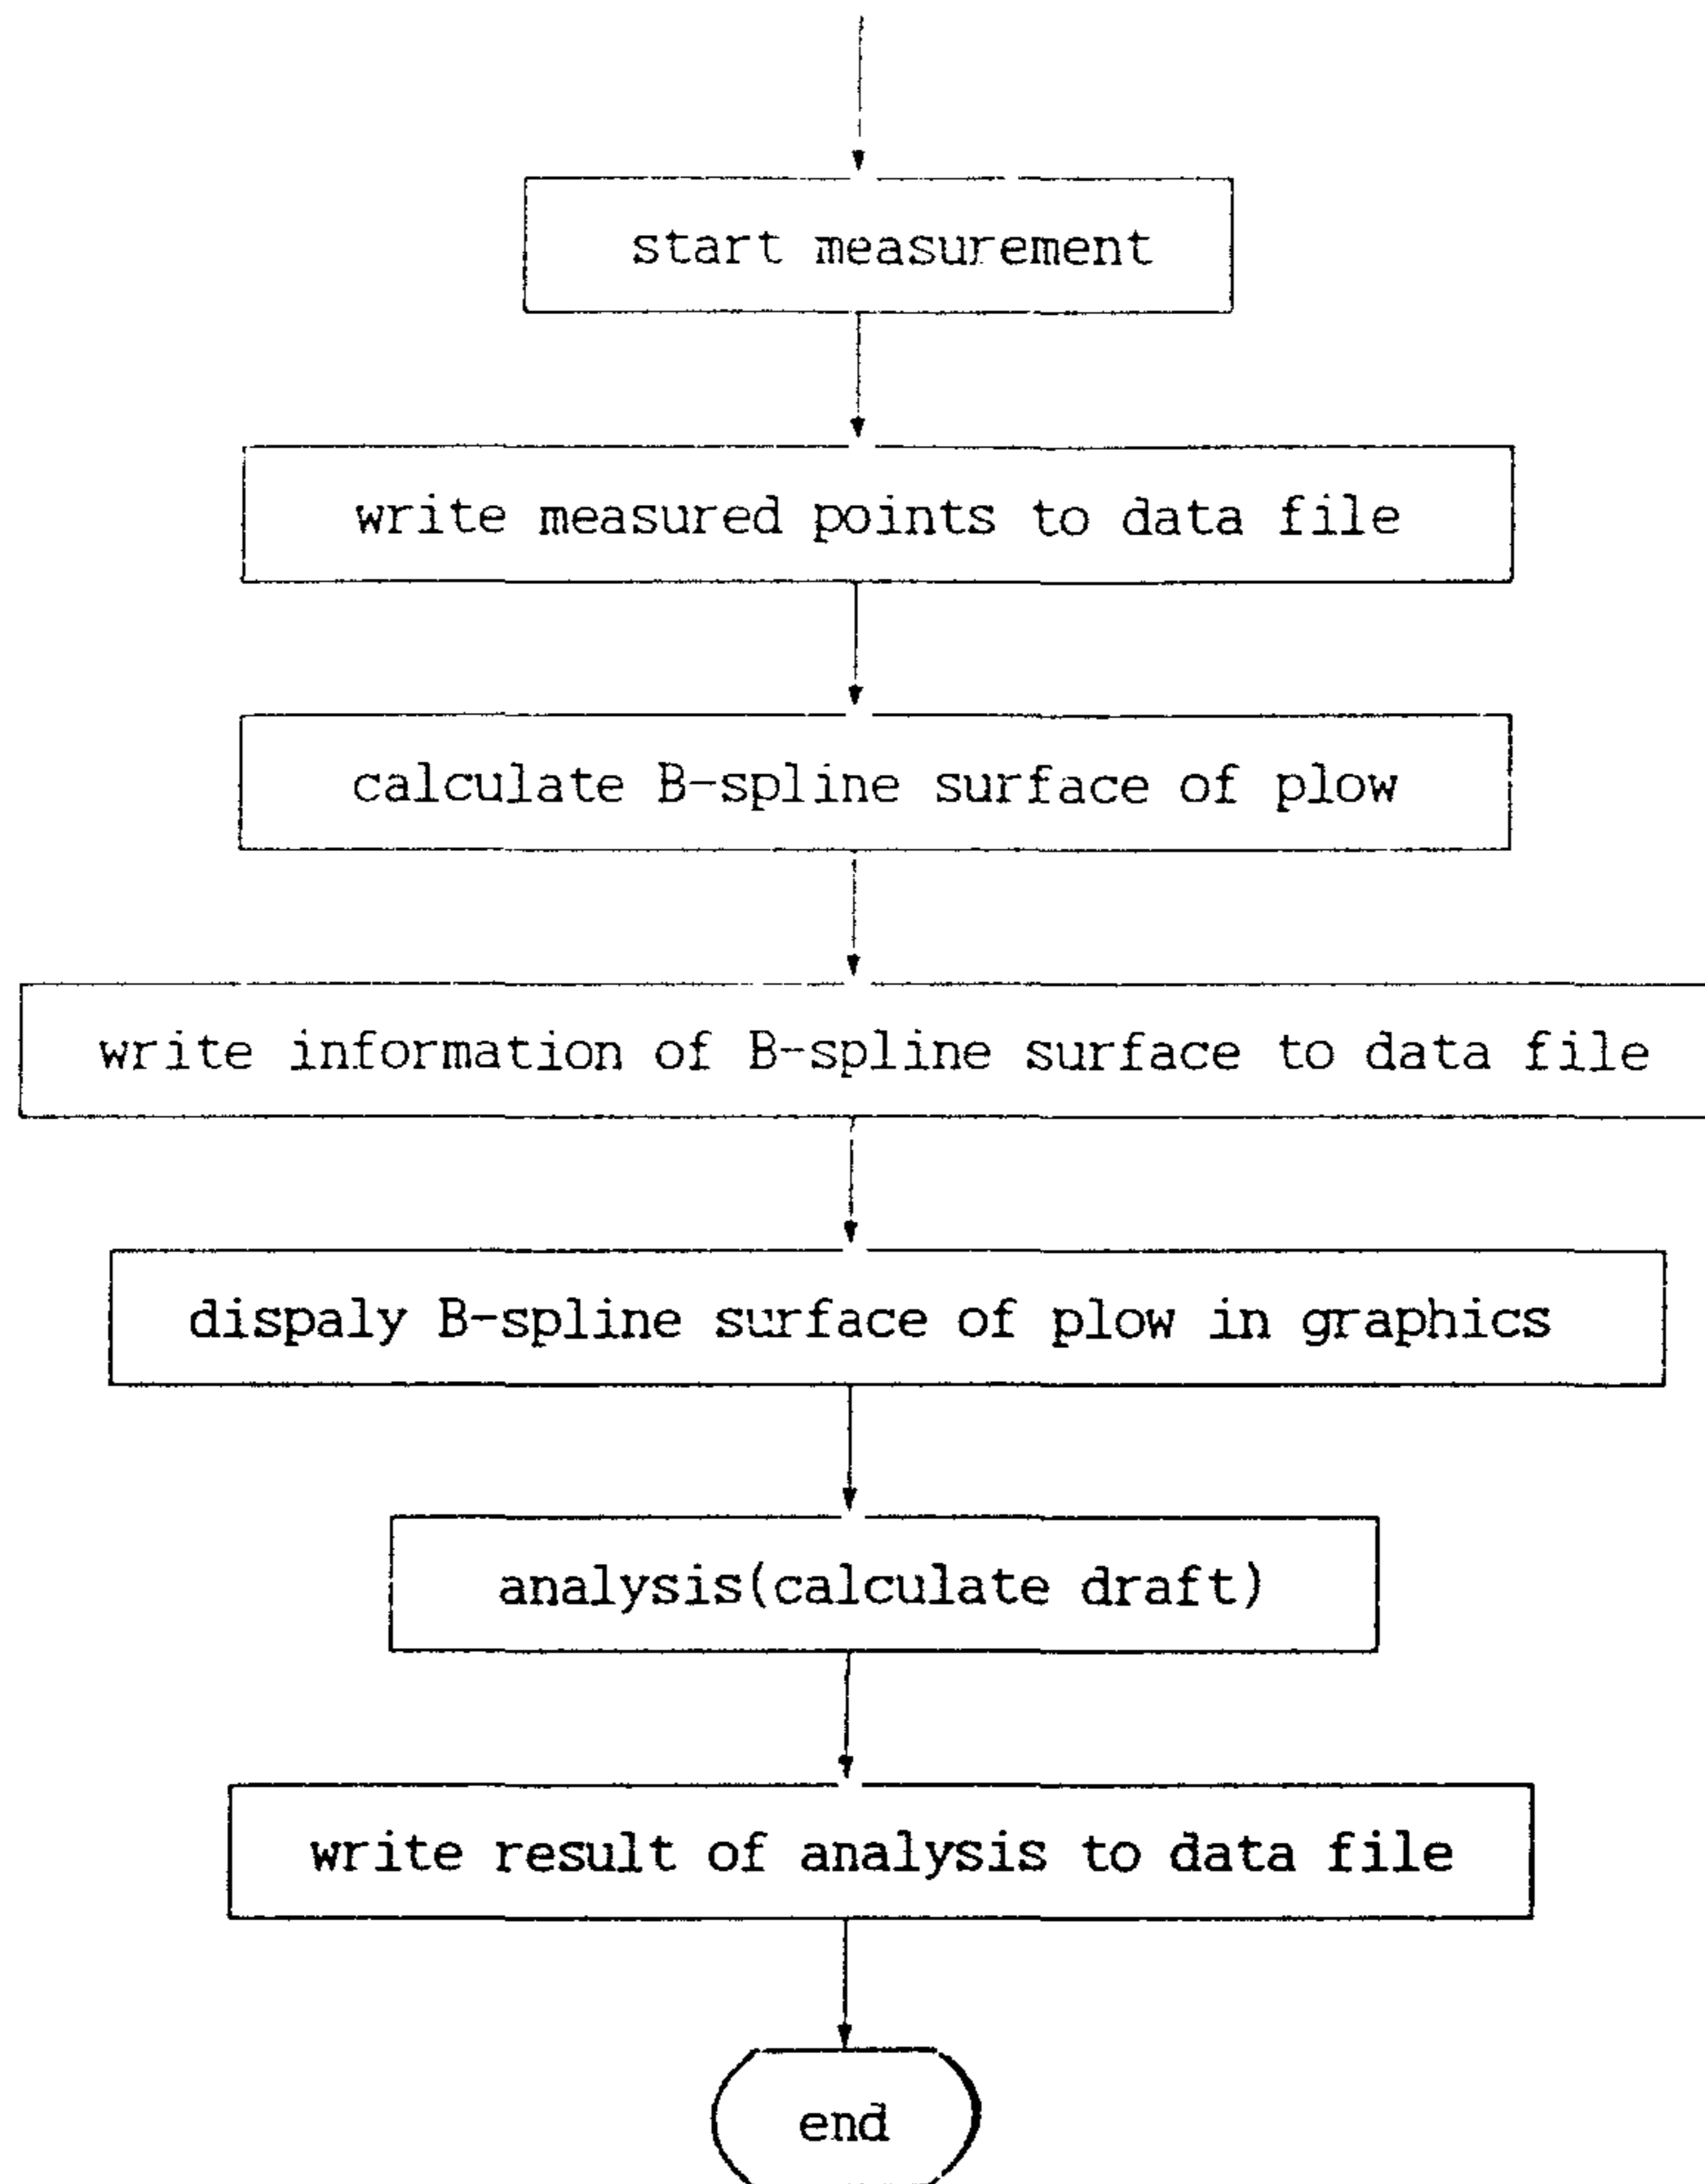 start measurement
write measured points to data file
calculate B-spline surface of plow
write information of B-spline surface to data file
dispaly B-spline surface of plow in graphics
analysis(calculate draft)
write result of analysis to data file
end